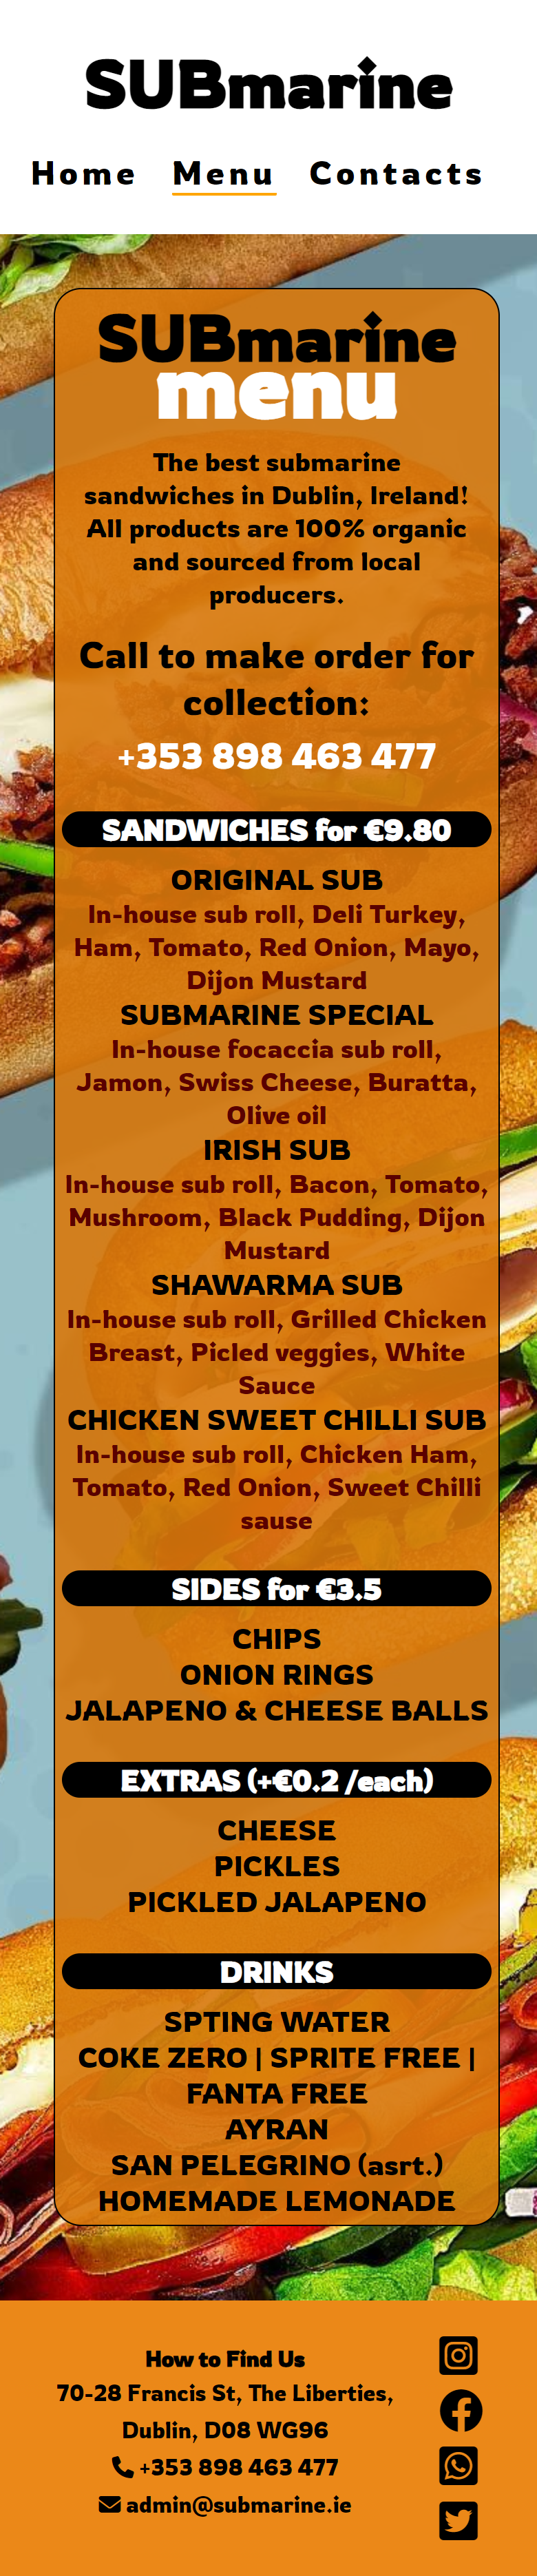 SUBmarine
Home Menu Contacts
SUBmarine
menu
The best submarine
sandwiches in Dublin, Ireland!
All products are 100% organic
and sourced from local
producers.
Call to make order for
collection:
+353 898 463 477
SANDWICHES for €9.80
ORIGINAL SUB
In-house sub roll, Deli Turkey,
Ham, Tomato, Red Onion, Mayo,
Dijon Mustard
SUBMARINE SPECIAL
In-house focaccia sub roll,
Jamon, Swiss Cheese, Buratta,
Olive oil
IRISH SUB
In-house sub roll, Bacon, Tomato,
Mushroom, Black Pudding, Dijon
Mustard
SHAWARMA SUB
In-house sub roll, Grilled Chicken
Breast, Picled veggies, White
Sauce
CHICKEN SWEET CHILLI SUB
In-house sub roll, Chicken Ham,
Tomato, Red Onion, Sweet Chilli
sause
SIDES for €3.5
CHIPS
ONION RINGS
JALAPENO & CHEESE BALLS
EXTRAS (+€0.2 /each)
CHEESE
PICKLES
PICKLED JALAPENO
DRINKS
SPTING WATER
COKE ZERO | SPRITE FREE |
FANTA FREE
AYRAN
SAN PELEGRINO (asrt.)
HOMEMADE LEMONADE
How to Find Us
70-28 Francis St, The Liberties,
Dublin, D08 WG96
+353 898 463 477
admin@submarine.ie